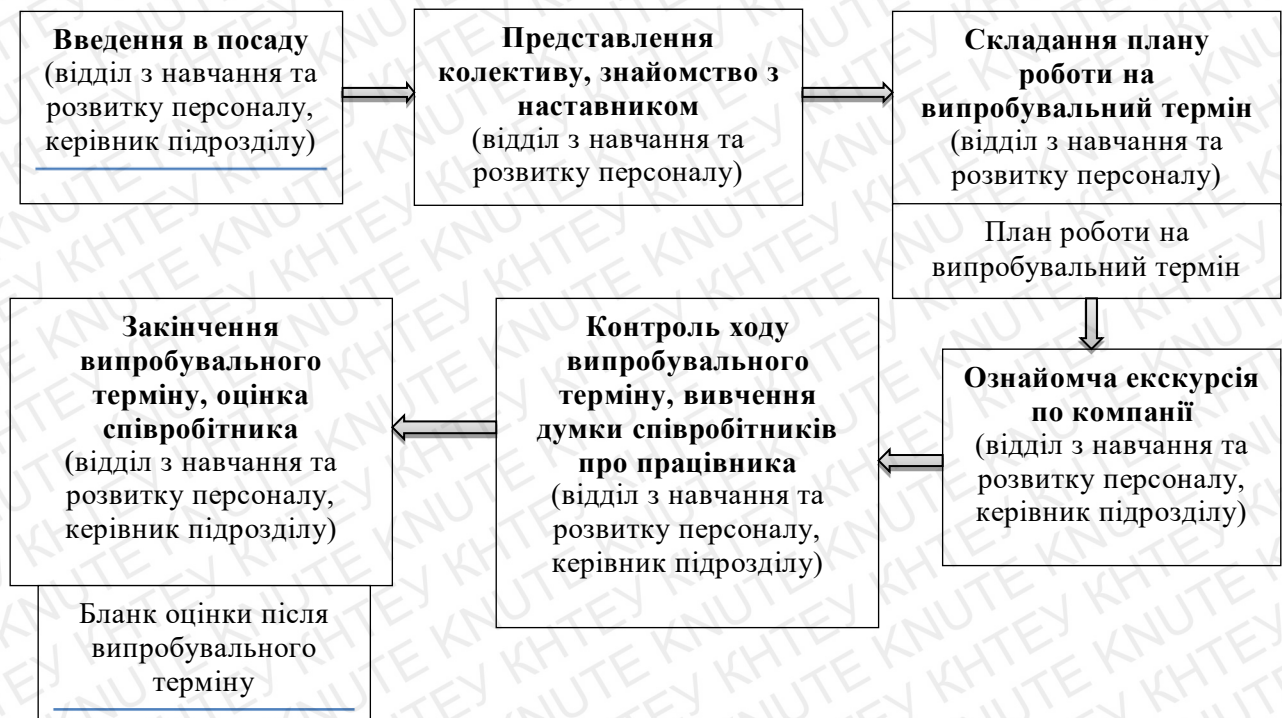 Введення в посаду
(відділ з навчання та
розвитку персоналу,
керівник підрозділу)
Представлення
колективу, знайомство з
наставником
(відділ з навчання та
розвитку персоналу)
Складання плану
роботи на
випробувальний термін
(відділ з навчання та
розвитку персоналу)
План роботи на
випробувальний термін
Ознайомча екскурсія
по компанії
(відділ з навчання та
розвитку персоналу,
керівник підрозділу)
Контроль ходу
випробувального
терміну, вивчення
думки співробітників
про працівника
(відділ з навчання та
розвитку персоналу,
керівник підрозділу)
Закінчення
випробувального
терміну, оцінка
співробітника
(відділ з навчання та
розвитку персоналу,
керівник підрозділу)
Бланк оцінки після
випробувального
терміну